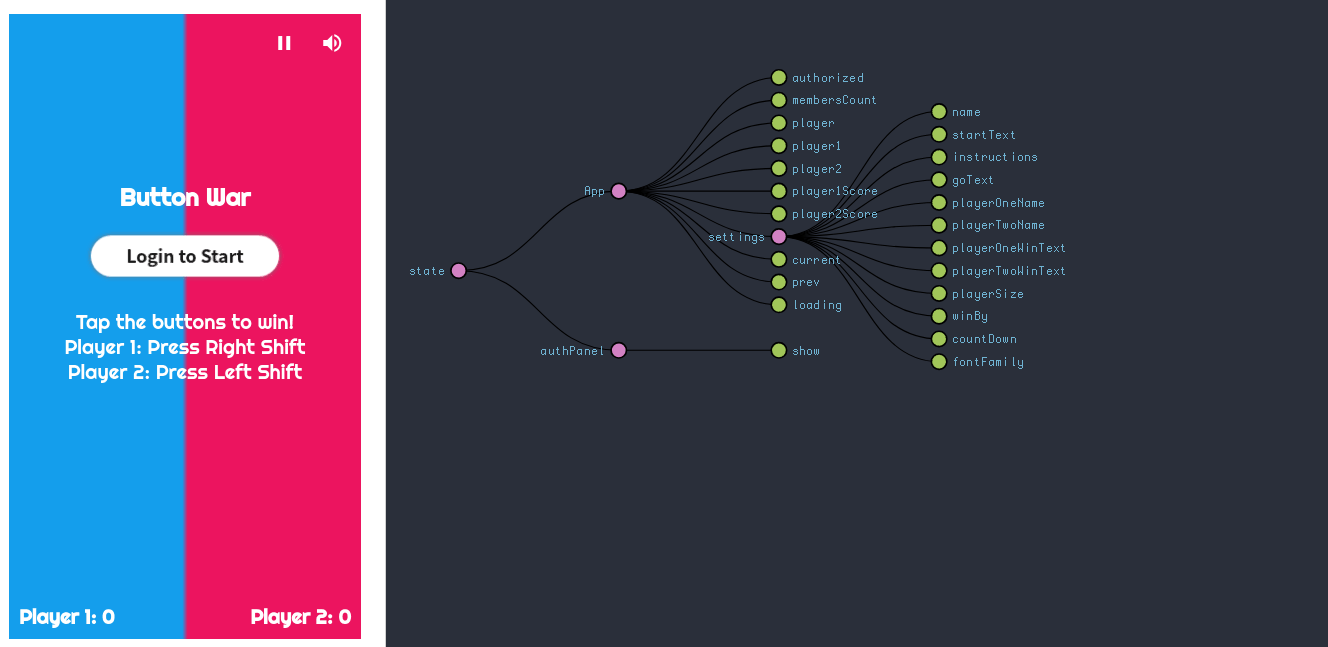 Button War
Login to Start
Tap the buttons to win!
Player 1: Press Right Shift
Player 2: Press Left Shift
Player 1: 0
Player 2: 0
state
App
authPanel
authorized
membersCount
player
player1
player2
player1Score
player2Score
settings
current
prev
loading
show
name
startText
instructions
goText
playerOneName
playerTwoName
playerOneWinText
playerTwoWinText
playerSize
winBy
countDown
fontFamily